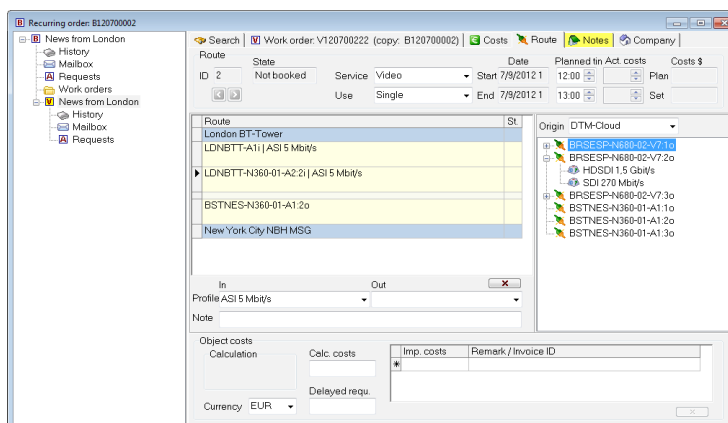 Recurring order: B120700002
B News from London
History
Mailbox
A Requests
Work orders
V News from London
History
Mailbox
A Requests
Search V Work order: V120700222 (copy: B120700002) Costs Route Notes Company
Route State Date Planned tin Act. costs Costs $
ID 2 Not booked Service Video Start 7/9/2012 1 12:00 Plan
Use Single End 7/9/2012 1 13:00 Set
Route St.
London BT-Tower
LDNBTT-A1i | ASI 5 Mbit/s
LDNBTT-N360-01-A2:2i | ASI 5 Mbit/s
BSTNES-N360-01-A1:2o
New York City NBH MSG
Origin DTM-Cloud
BRSESP-N680-02-V7:1o
BRSESP-N680-02-V7:2o
HDSDI 1,5 Gbit/s
SDI 270 Mbit/s
BRSESP-N680-02-V7:3o
BSTNES-N360-01-A1:1o
BSTNES-N360-01-A1:2o
BSTNES-N360-01-A1:3o
In Out
Profile ASI 5 Mbit/s
Note
Object costs
Calculation Calc. costs Imp. costs Remark / Invoice ID
Delayed requ.
Currency EUR